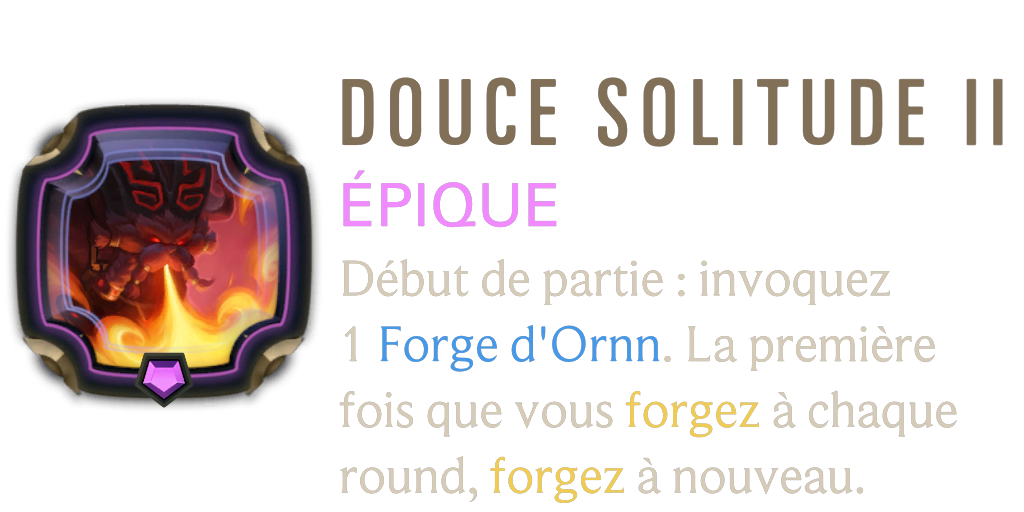 DOUCE SOLITUDE II
ÉPIQUE
Début de partie : invoquez
1 Forge d'Ornn. La première
fois que vous forgez à chaque
round, forgez à nouveau.